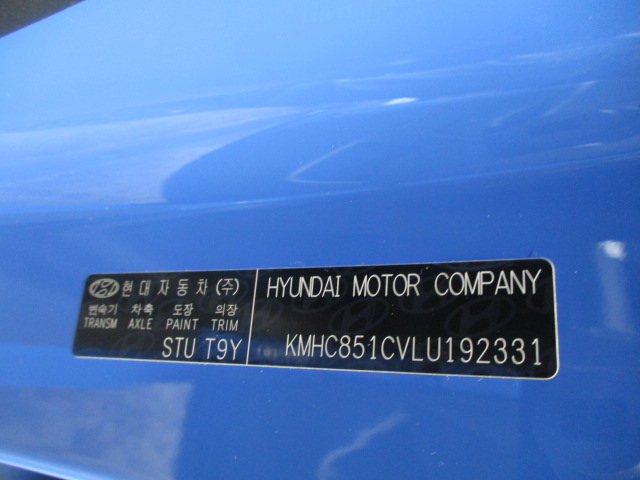 현대자동차(주)
변속기 차축 도장 의장
TRANSM AXLE PAINT TRIM
STU T9Y
HYUNDAI MOTOR COMPANY
KMHC851CVLU192331